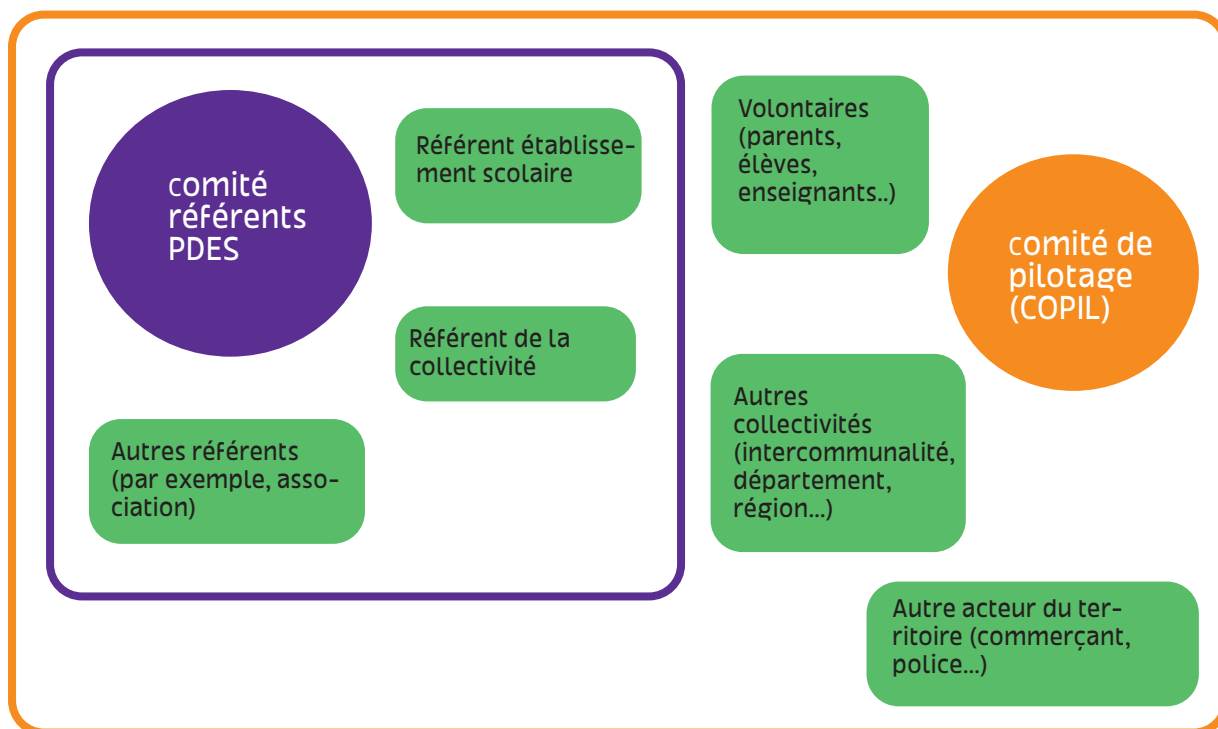 comité
référents
PDES
Référent établisse-
ment scolaire
Référent de la
collectivité
Autres référents
(par exemple, asso-
ciation)
Volontaires
(parents,
élèves,
enseignants..)
comité de
pilotage
(COPIL)
Autres
collectivités
(intercommunalité,
département,
région...)
Autre acteur du ter-
ritoire (commerçant,
police...)